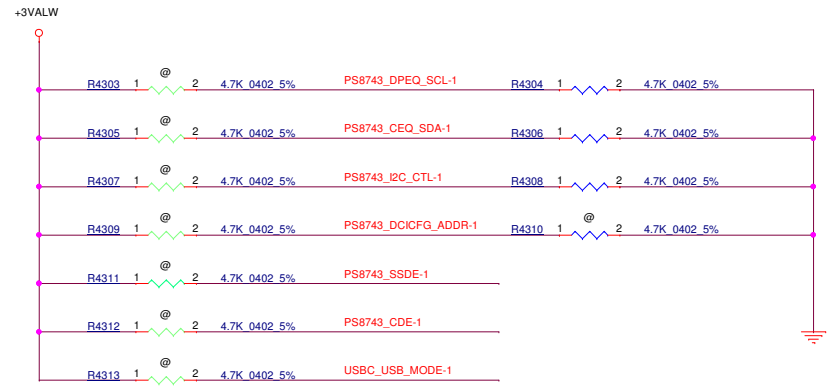 +3VALW
@
R4303 1 2 4.7K_0402_5% PS8743_DPEQ_SCL-1 R4304 1 2 4.7K_0402_5%
@
R4305 1 2 4.7K_0402_5% PS8743_CEQ_SDA-1 R4306 1 2 4.7K_0402_5%
@
R4307 1 2 4.7K_0402_5% PS8743_I2C_CTL-1 R4308 1 2 4.7K_0402_5%
@ @
R4309 1 2 4.7K_0402_5% PS8743_DCICFG_ADDR-1 R4310 1 2 4.7K_0402_5%
@
R4311 1 2 4.7K_0402_5% PS8743_SSDE-1
@
R4312 1 2 4.7K_0402_5% PS8743_CDE-1
@
R4313 1 2 4.7K_0402_5% USBC_USB_MODE-1